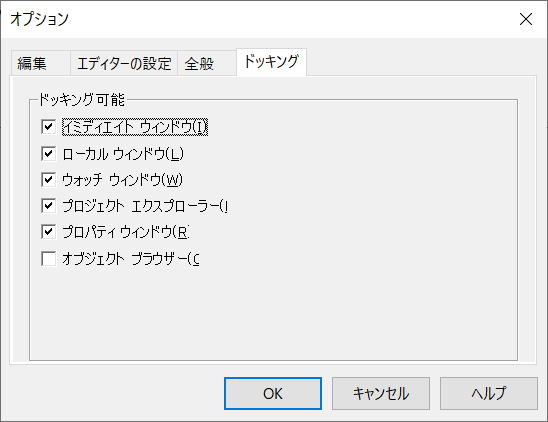 オプション
編集 エディターの設定 全般 ドッキング
ドッキング可能
イミディエイト ウィンドウ(I)
ローカル ウィンドウ(L)
ウォッチ ウィンドウ(W)
プロジェクト エクスプローラー(
プロパティ ウィンドウ(R
オブジェクト ブラウザー(
OK キャンセル ヘルプ